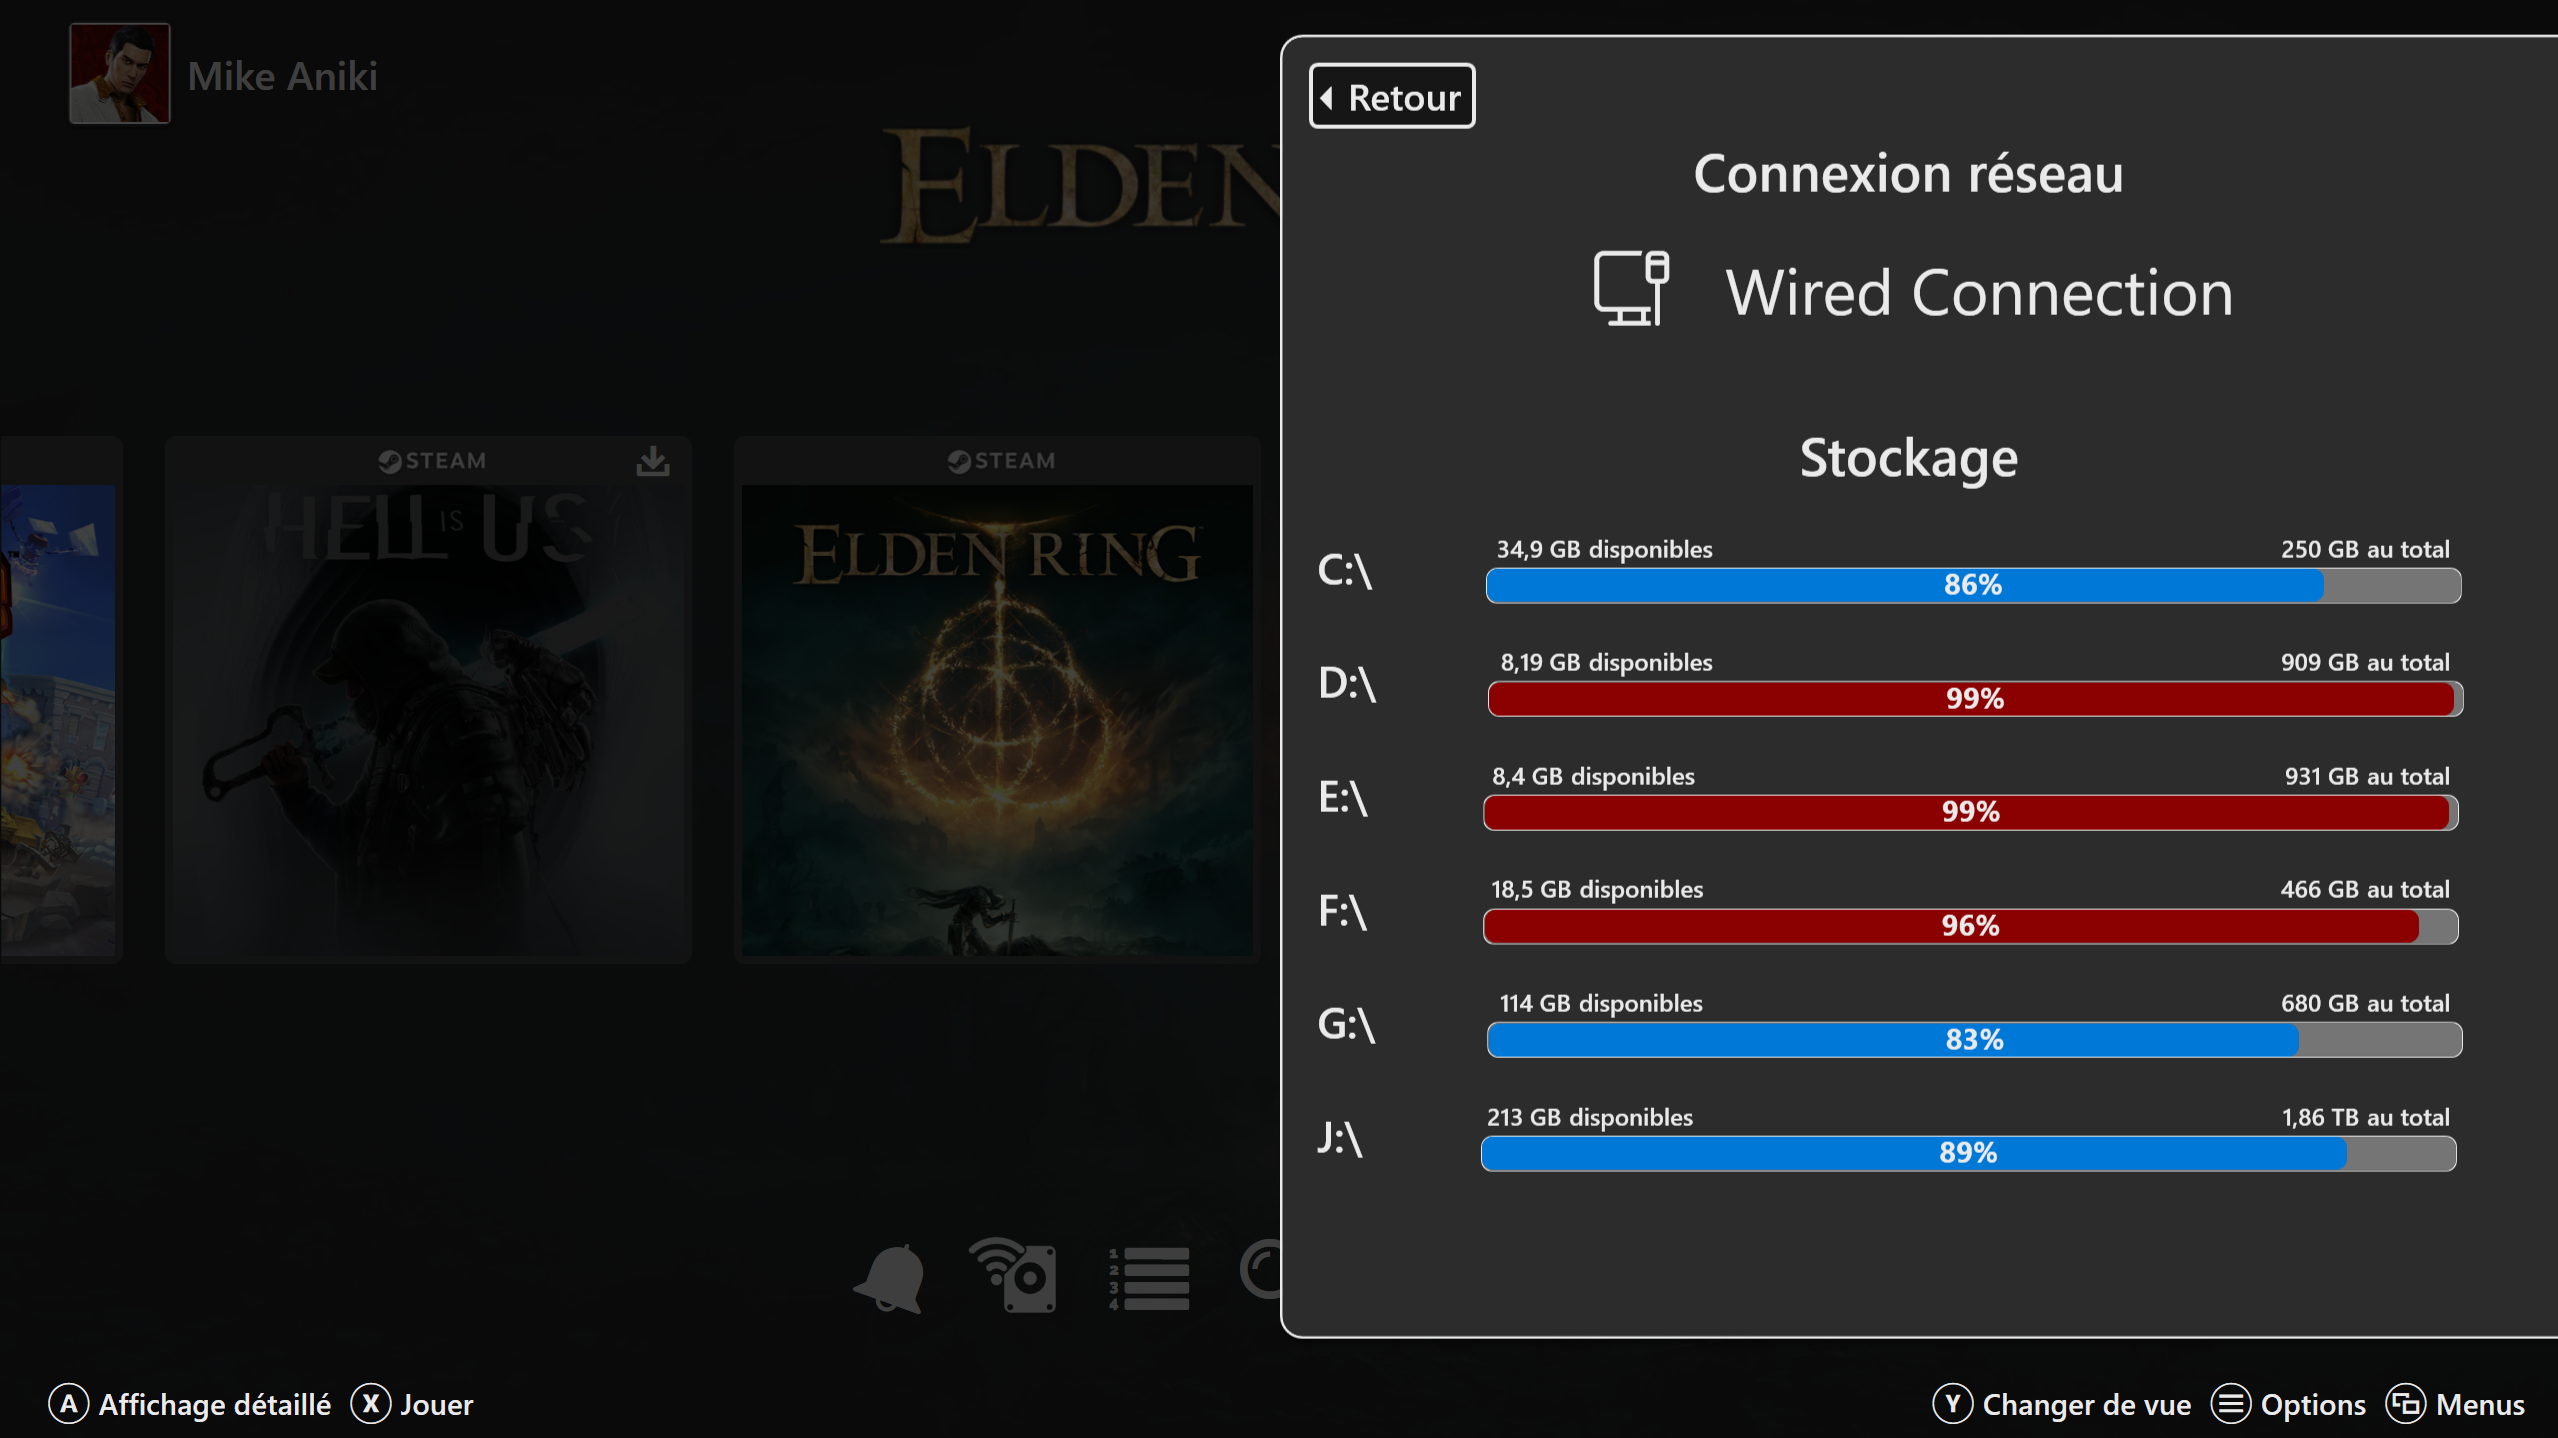 Mike Aniki
ELDEN
Retour
Connexion réseau
Wired Connection
Stockage
STEAM
HELL IS US
STEAM
ELDEN RING
C:\
34,9 GB disponibles
250 GB au total
86%
D:\
8,19 GB disponibles
909 GB au total
99%
E:\
8,4 GB disponibles
931 GB au total
99%
F:\
18,5 GB disponibles
466 GB au total
96%
G:\
114 GB disponibles
680 GB au total
83%
J:\
213 GB disponibles
1,86 TB au total
89%
1
2
3
4
A Affichage détaillé X Jouer
Y Changer de vue Options Menus